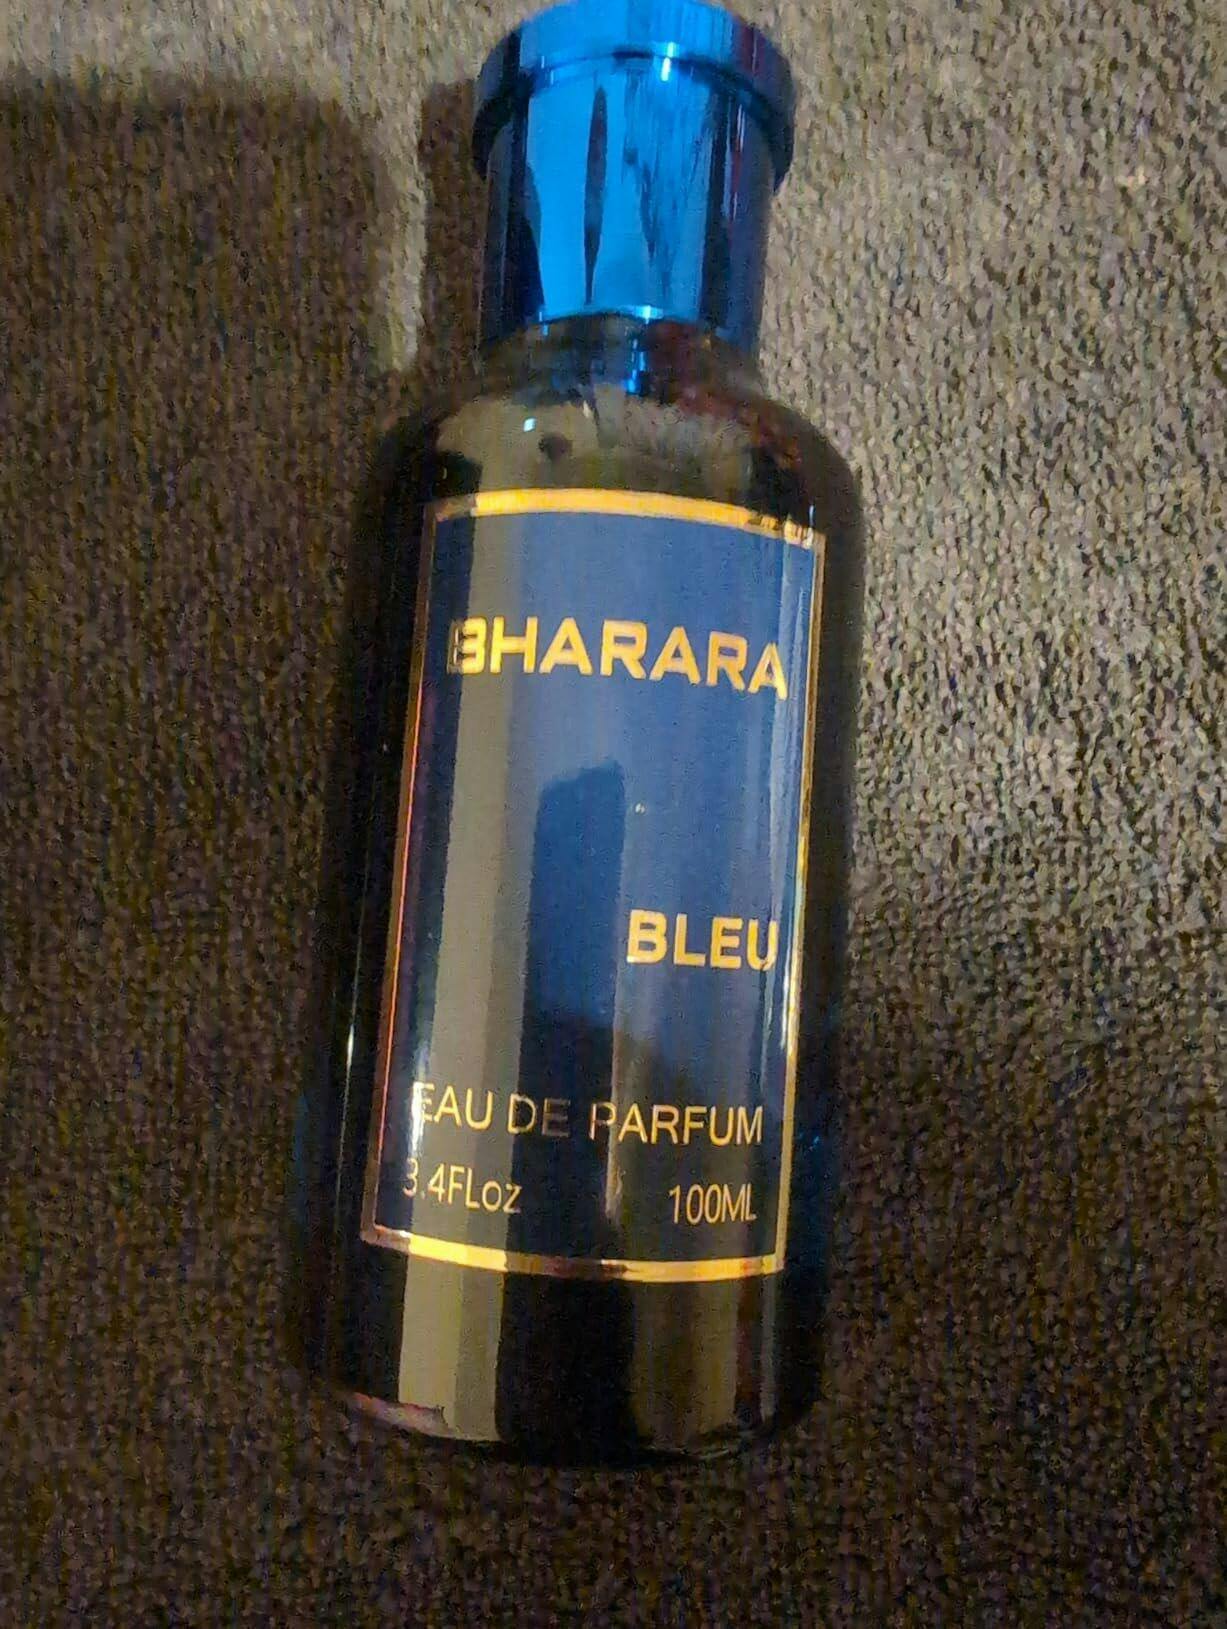 BHARARA
BLEU
EAU DE PARFUM
3.4FLoz 100ML